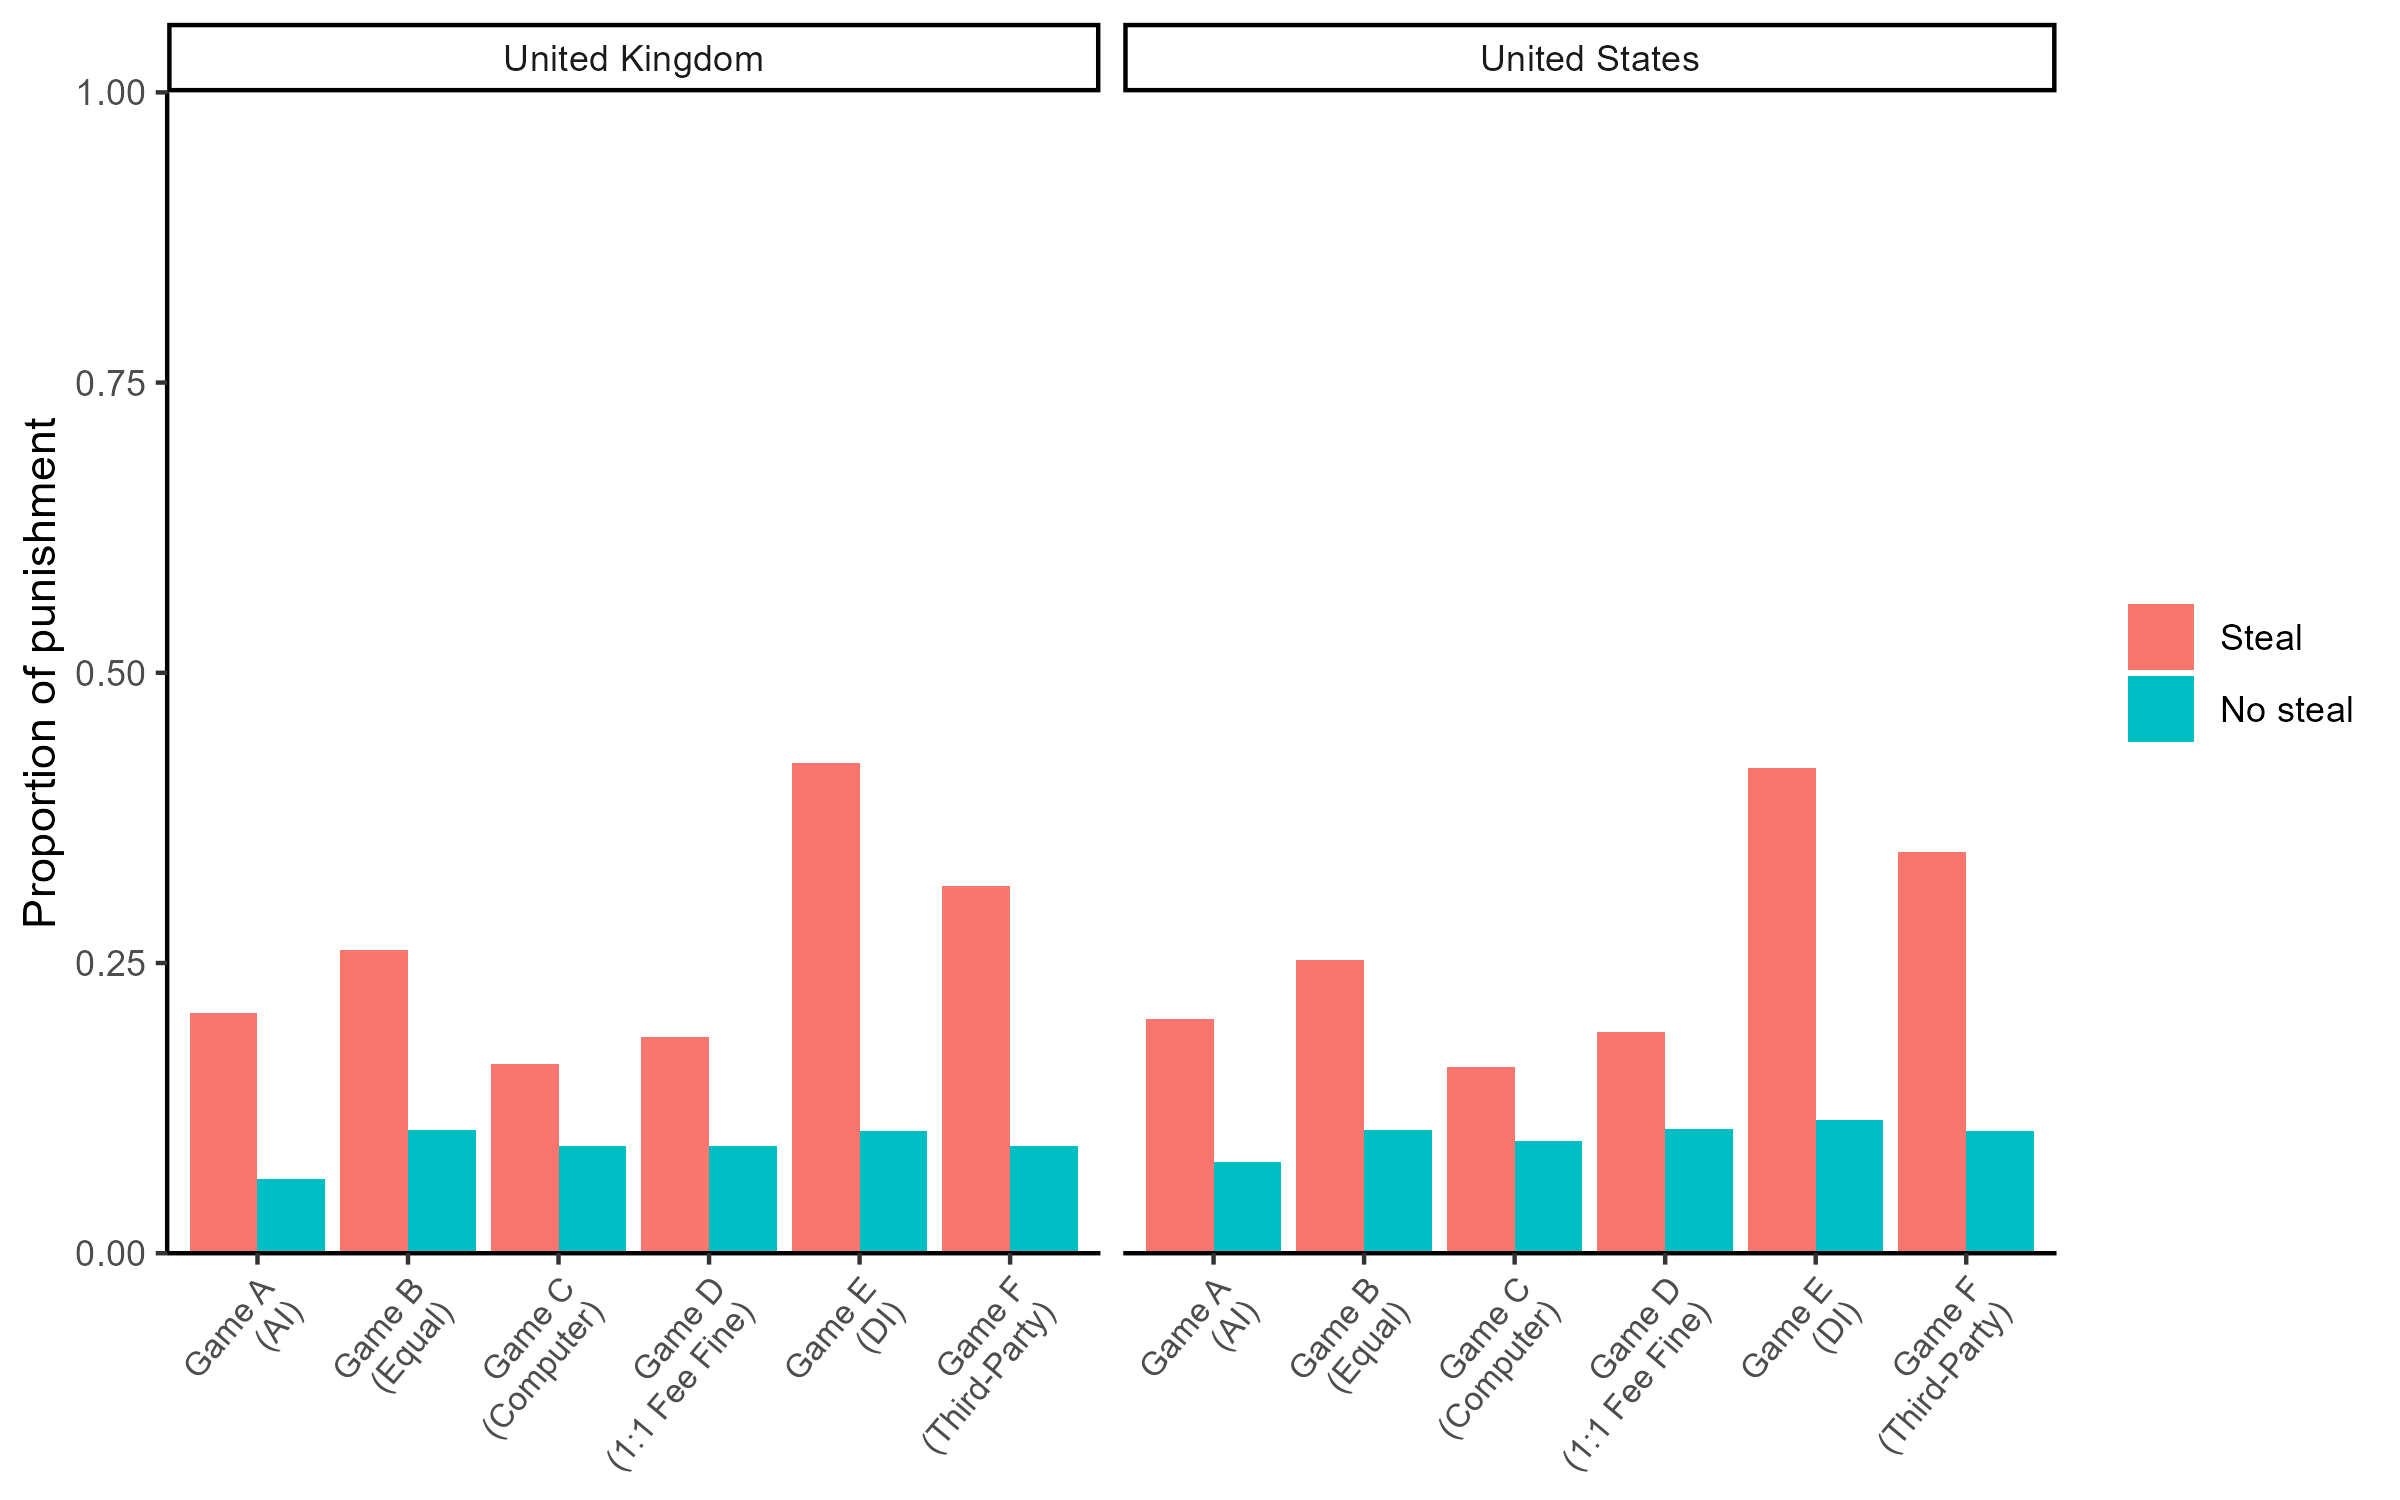 United Kingdom
United States
Proportion of punishment
1.00
0.75
0.50
0.25
0.00
Game A
(AI)
Game B
(Equal)
Game C
(Computer)
Game D
(1:1 Fee Fine)
Game E
(DI)
Game F
(Third-Party)
Game A
(AI)
Game B
(Equal)
Game C
(Computer)
Game D
(1:1 Fee Fine)
Game E
(DI)
Game F
(Third-Party)
Steal
No steal